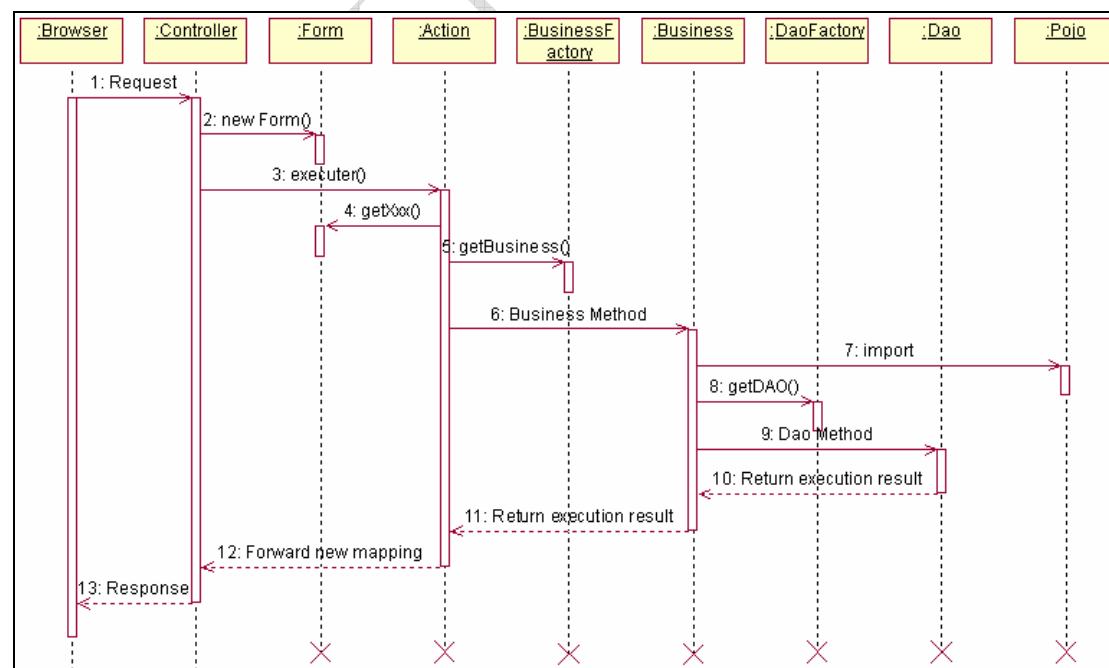 :Browser
:Controller
:Form
:Action
:BusinessF
actory
:Business
:DaoFactory
:Dao
:Pojo
1: Request
2: new Form()
3: executer()
4: getXxx()
5: getBusiness()
6: Business Method
7: import
8: getDAO()
9: Dao Method
10: Return execution result
11: Return execution result
12: Forward new mapping
13: Response